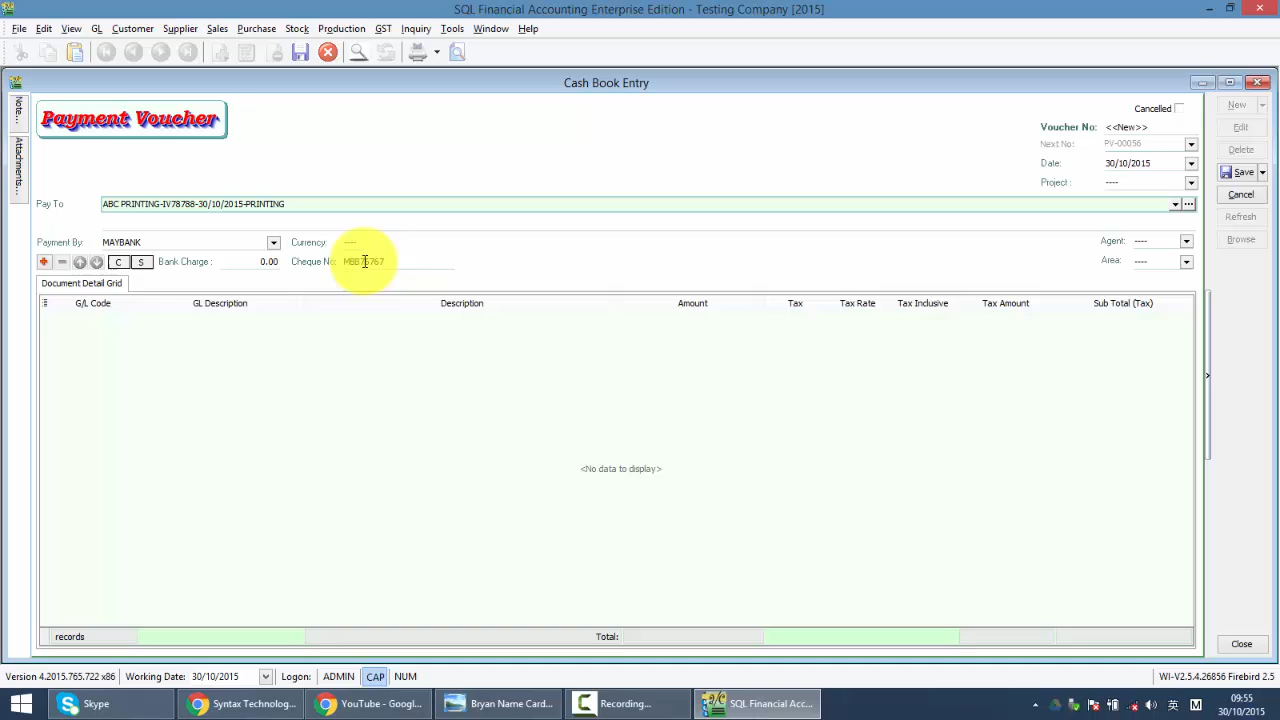 SQL Financial Accounting Enterprise Edition - Testing Company [2015]
File Edit View GL Customer Supplier Sales Purchase Stock Production GST Inquiry Tools Window Help
Cash Book Entry
Note...
Attachments...
Payment Voucher
Cancelled
Voucher No: <<New>>
Next No: PV-00056
Date: 30/10/2015
Project : ----
Pay To ABC PRINTING-IV78788-30/10/2015-PRINTING
Payment By: MAYBANK Currency: ---- Agent: ----
C S Bank Charge : 0.00 Cheque No: Area: ----
Document Detail Grid
G/L Code GL Description Description Amount Tax Tax Rate Tax Inclusive Tax Amount Sub Total (Tax)
<No data to display>
records Total:
New
Edit
Delete
Save
Cancel
Refresh
Browse
Close
Version 4.2015.765.722 x86 Working Date: 30/10/2015 Logon: ADMIN CAP NUM WI-V2.5.4.26856 Firebird 2.5
Skype Syntax Technolog... YouTube - Googl... Bryan Name Card... Recording... SQL Financial Acc... 英 M 09:55
30/10/2015